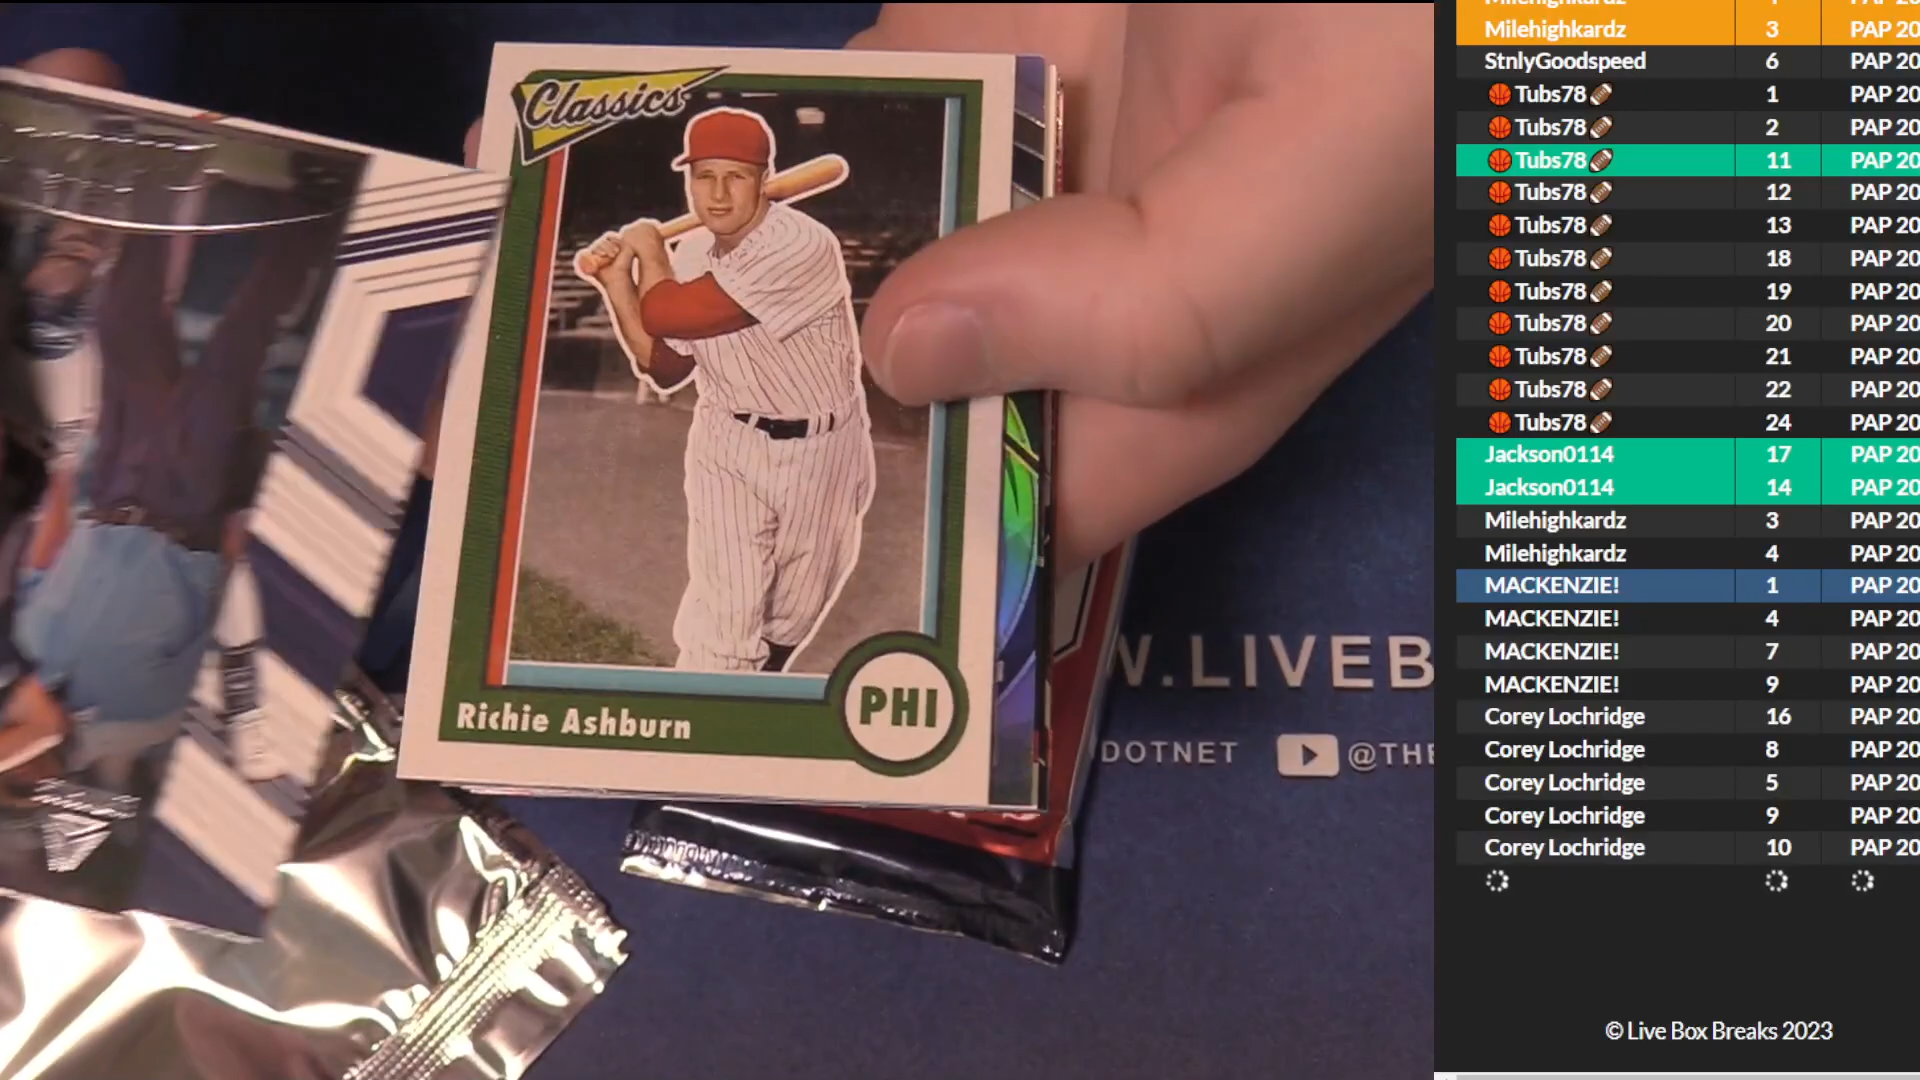 Classics
Richie Ashburn
PHI
W.LIVEB
DOTNET @THE
Milehighkardz 3 PAP 20
StnlyGoodspeed 6 PAP 20
Tubs78 1 PAP 20
Tubs78 2 PAP 20
Tubs78 11 PAP 20
Tubs78 12 PAP 20
Tubs78 13 PAP 20
Tubs78 18 PAP 20
Tubs78 19 PAP 20
Tubs78 20 PAP 20
Tubs78 21 PAP 20
Tubs78 22 PAP 20
Tubs78 24 PAP 20
Jackson0114 17 PAP 20
Jackson0114 14 PAP 20
Milehighkardz 3 PAP 20
Milehighkardz 4 PAP 20
MACKENZIE! 1 PAP 20
MACKENZIE! 4 PAP 20
MACKENZIE! 7 PAP 20
MACKENZIE! 9 PAP 20
Corey Lochridge 16 PAP 20
Corey Lochridge 8 PAP 20
Corey Lochridge 5 PAP 20
Corey Lochridge 9 PAP 20
Corey Lochridge 10 PAP 20
© Live Box Breaks 2023